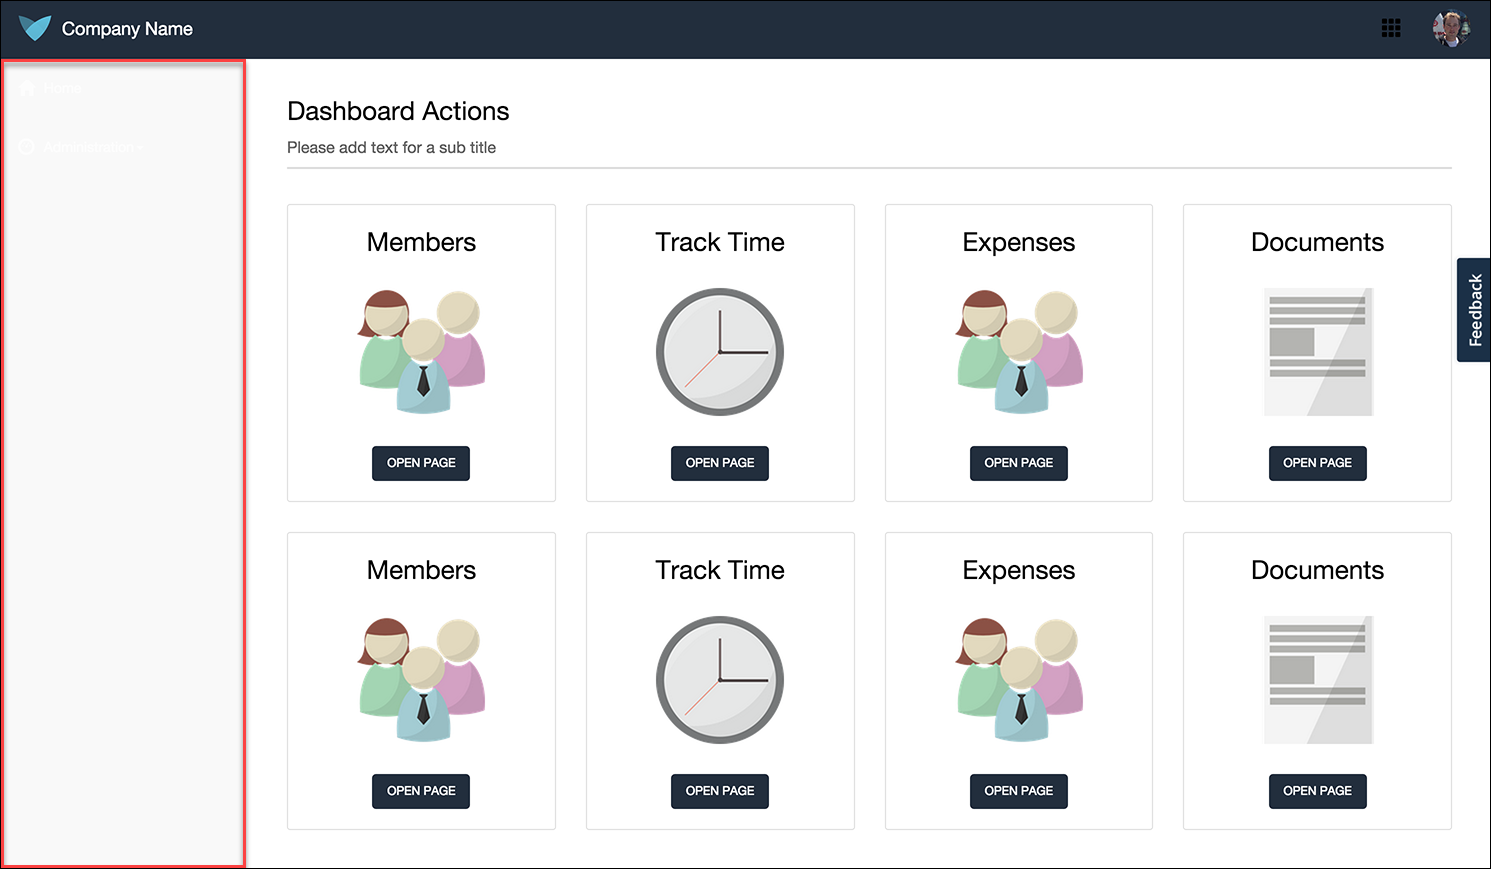 Company Name
Home
Administration
Dashboard Actions
Please add text for a sub title
Members
Track Time
Expenses
Documents
OPEN PAGE
OPEN PAGE
OPEN PAGE
OPEN PAGE
Feedback
Members
Track Time
Expenses
Documents
OPEN PAGE
OPEN PAGE
OPEN PAGE
OPEN PAGE